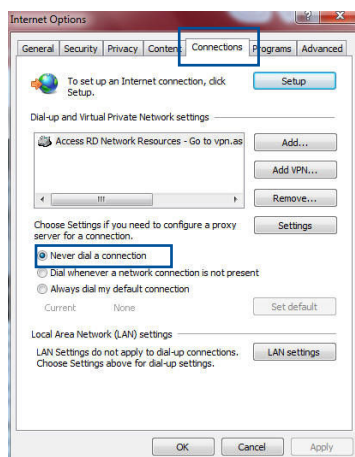 Internet Options
General Security Privacy Content Connections Programs Advanced
To set up an Internet connection, click
Setup.
Setup
Dial-up and Virtual Private Network settings
Access RD Network Resources - Go to vpn.as
Add...
Add VPN...
Remove...
Choose Settings if you need to configure a proxy
server for a connection.
Settings
Never dial a connection
Dial whenever a network connection is not present
Always dial my default connection
Current None
Set default
Local Area Network (LAN) settings
LAN Settings do not apply to dial-up connections.
Choose Settings above for dial-up settings.
LAN settings
OK Cancel Apply